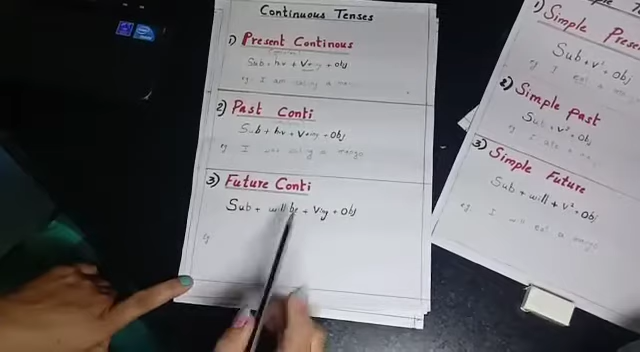 Continuous Tenses
1) Present Continous
Sub + hv + Ving + Obj
eg: I am eating a mango
2) Past Conti
Sub + hv + Ving + Obj
eg I was eating a mango
3) Future Conti
Sub + will be + Ving + Obj
eg
1) Simple Prese
Sub + V¹ + Obj
eg I eat a
2) Simple Past
Sub + V² + Obj
eg I ate a
3) Simple Future
Sub + will + V¹ + Obj
eg. I will eat a mango
intel